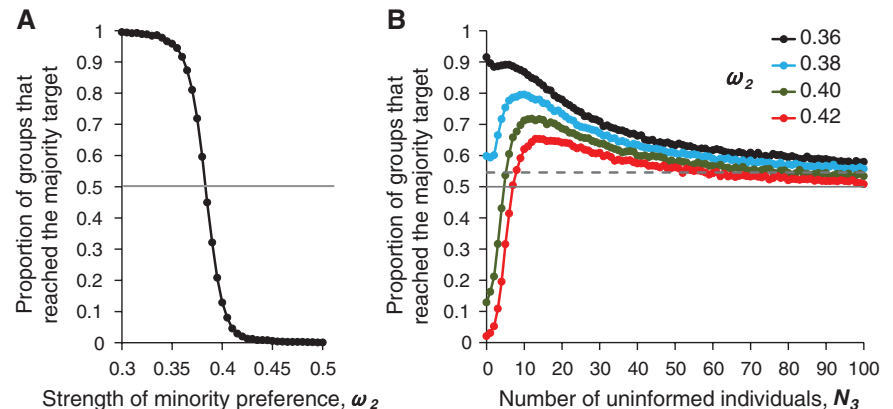 A
Proportion of groups that
reached the majority target
1
0.9
0.8
0.7
0.6
0.5
0.4
0.3
0.2
0.1
0
0.3 0.35 0.4 0.45 0.5
Strength of minority preference, ω2
B
Proportion of groups that
reached the majority target
1
0.9
0.8
0.7
0.6
0.5
0.4
0.3
0.2
0.1
0
0 10 20 30 40 50 60 70 80 90 100
Number of uninformed individuals, N3
ω2
0.36
0.38
0.40
0.42